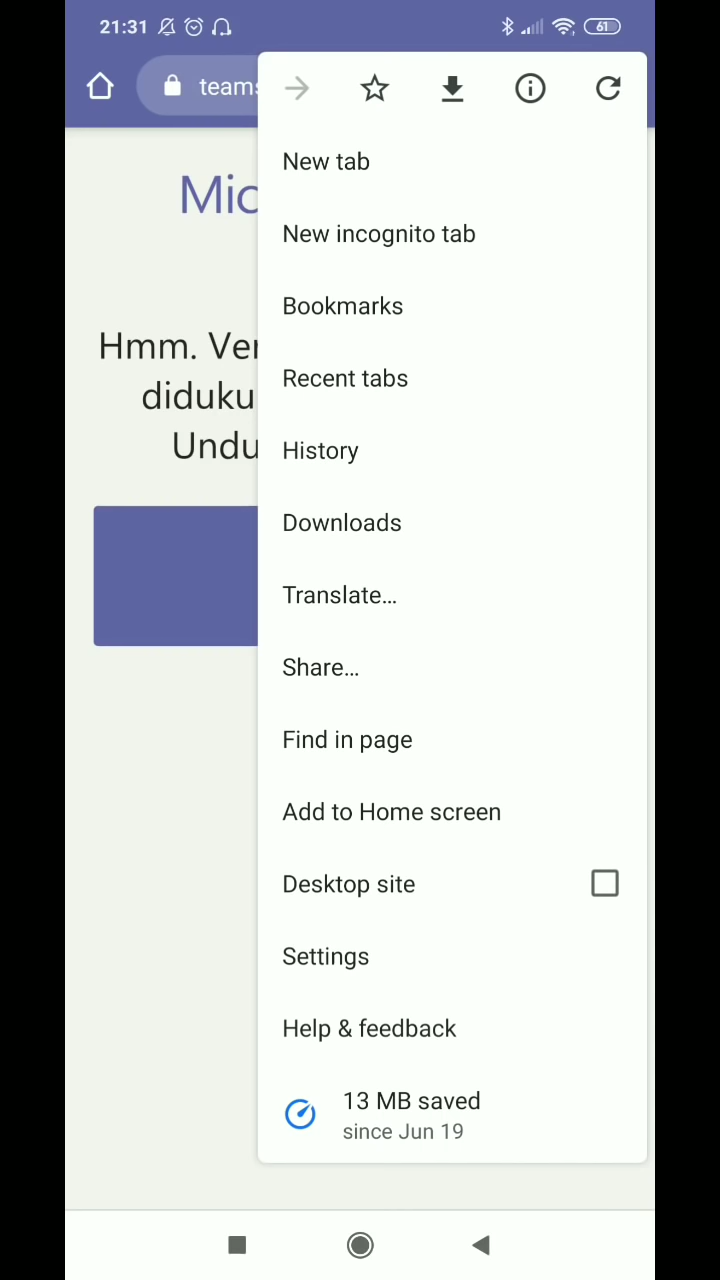 21:31
61
teams
Mic
Hmm. Ver
diduku
Undu
New tab
New incognito tab
Bookmarks
Recent tabs
History
Downloads
Translate…
Share…
Find in page
Add to Home screen
Desktop site
Settings
Help & feedback
13 MB saved
since Jun 19